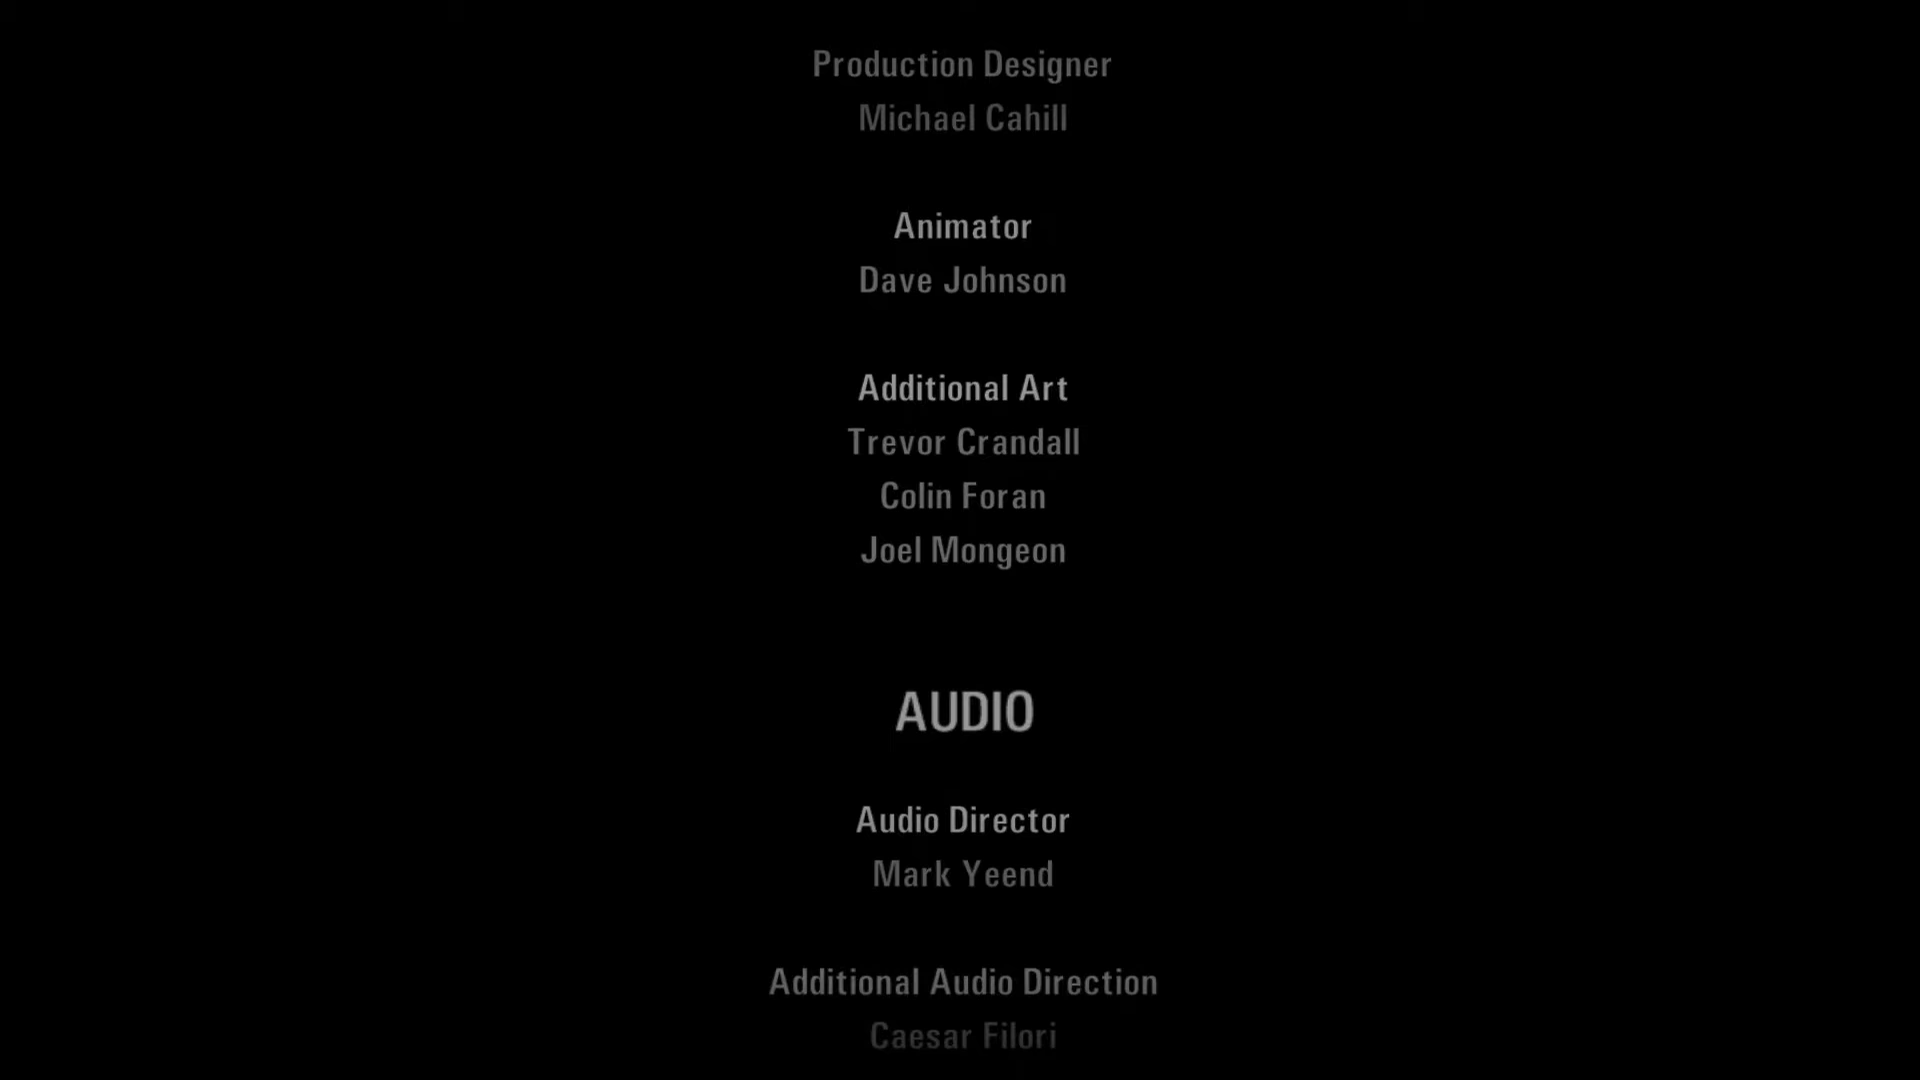 Production Designer
Michael Cahill
Animator
Dave Johnson
Additional Art
Trevor Crandall
Colin Foran
Joel Mongeon
AUDIO
Audio Director
Mark Yeend
Additional Audio Direction
Caesar Filori